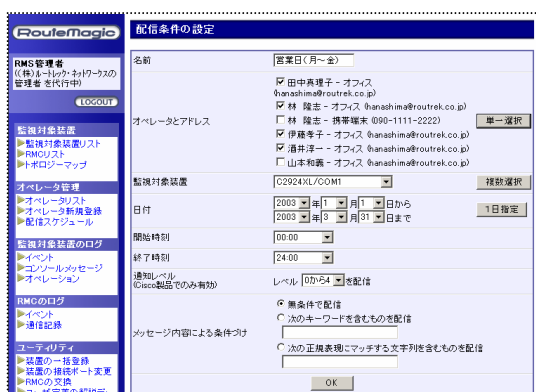 RouteMagic
RMS管理者
((株)ルートレック・ネットワークスの
管理者 を代行中)
LOGOUT
監視対象装置
監視対象装置リスト
RMCリスト
トポロジーマップ
オペレータ管理
オペレータリスト
オペレータ新規登録
配信スケジュール
監視対象装置のログ
イベント
コンソールメッセージ
オペレーション
RMCのログ
イベント
通信記録
ユーティリティ
装置の一括登録
装置の接続ポート変更
RMCの交換
配信条件の設定
名前
営業日(月～金)
オペレータとアドレス
田中真理子 - オフィス
(hanashima@routrek.co.jp)
林 隆志 - オフィス (hanashima@routrek.co.jp)
林 隆志 - 携帯端末 (090-1111-2222)
伊藤孝子 - オフィス (hanashima@routrek.co.jp)
酒井淳一 - オフィス (hanashima@routrek.co.jp)
山本和義 - オフィス (hanashima@routrek.co.jp)
単一選択
監視対象装置
C2924XL/COM1
複数選択
日付
2003 年 1 月 1 日から
2003 年 3 月 31 日まで
1日指定
開始時刻
00:00
終了時刻
24:00
通知レベル
(Cisco製品でのみ有効)
レベル 0から4 を配信
メッセージ内容による条件づけ
無条件で配信
次のキーワードを含むものを配信
次の正規表現にマッチする文字列を含むものを配信
OK